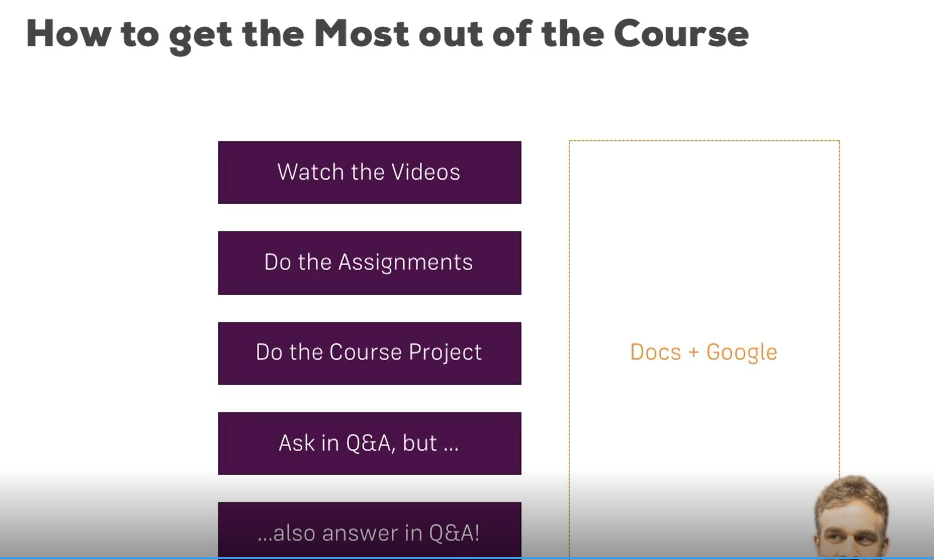 How to get the Most out of the Course
Watch the Videos
Do the Assignments
Do the Course Project
Docs + Google
Ask in Q&A, but ...
...also answer in Q&A!